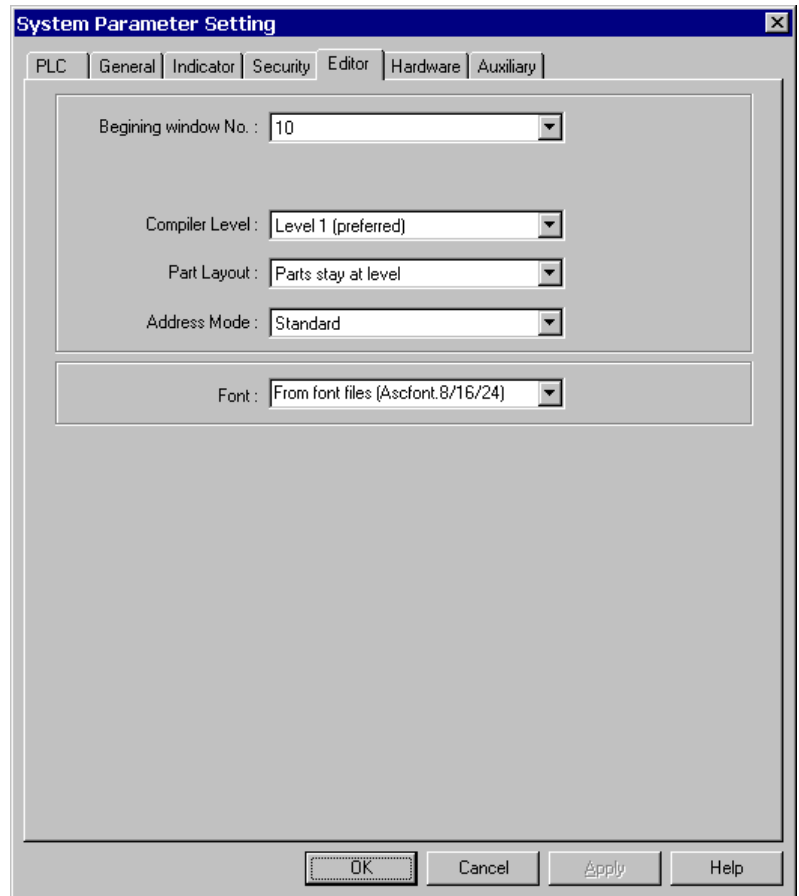 System Parameter Setting
PLC General Indicator Security Editor Hardware Auxiliary
Begining window No. : 10
Compiler Level : Level 1 (preferred)
Part Layout : Parts stay at level
Address Mode : Standard
Font : From font files (Ascfont.8/16/24)
OK Cancel Apply Help